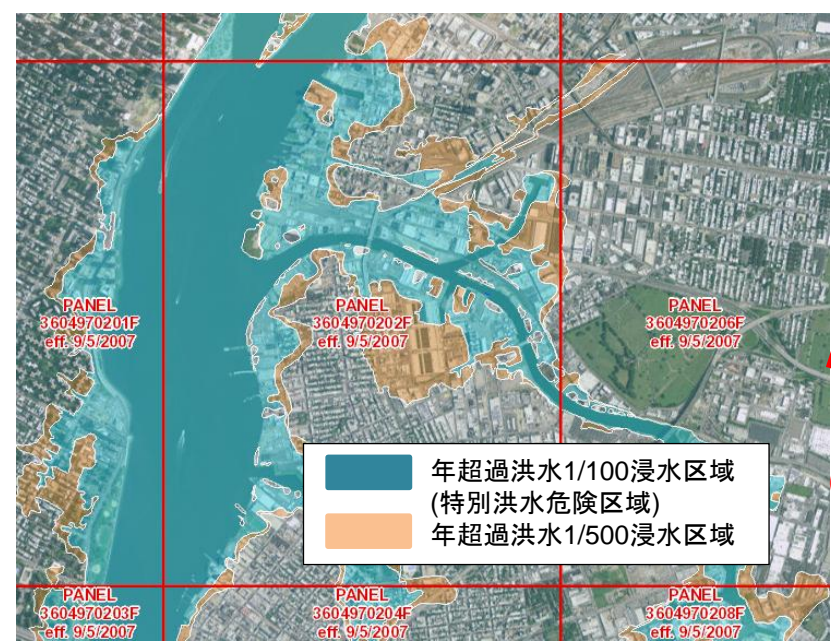 PANEL
3604970201F
eff. 9/5/2007
PANEL
3604970202F
eff. 9/5/2007
PANEL
3604970206F
eff. 9/5/2007
年超過洪水1/100浸水区域
(特別洪水危険区域)
年超過洪水1/500浸水区域
PANEL
3604970203F
eff. 9/5/2007
PANEL
3604970204F
eff. 9/5/2007
PANEL
3604970208F
eff. 9/5/2007